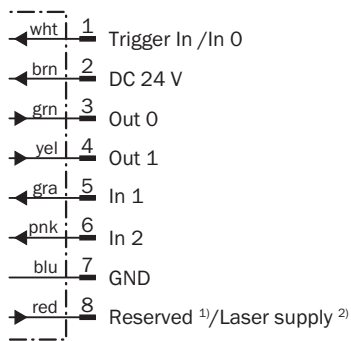 wht 1 Trigger In /In 0
brn 2 DC 24 V
grn 3 Out 0
yel 4 Out 1
gra 5 In 1
pnk 6 In 2
blu 7 GND
red 8 Reserved 1)/Laser supply 2)